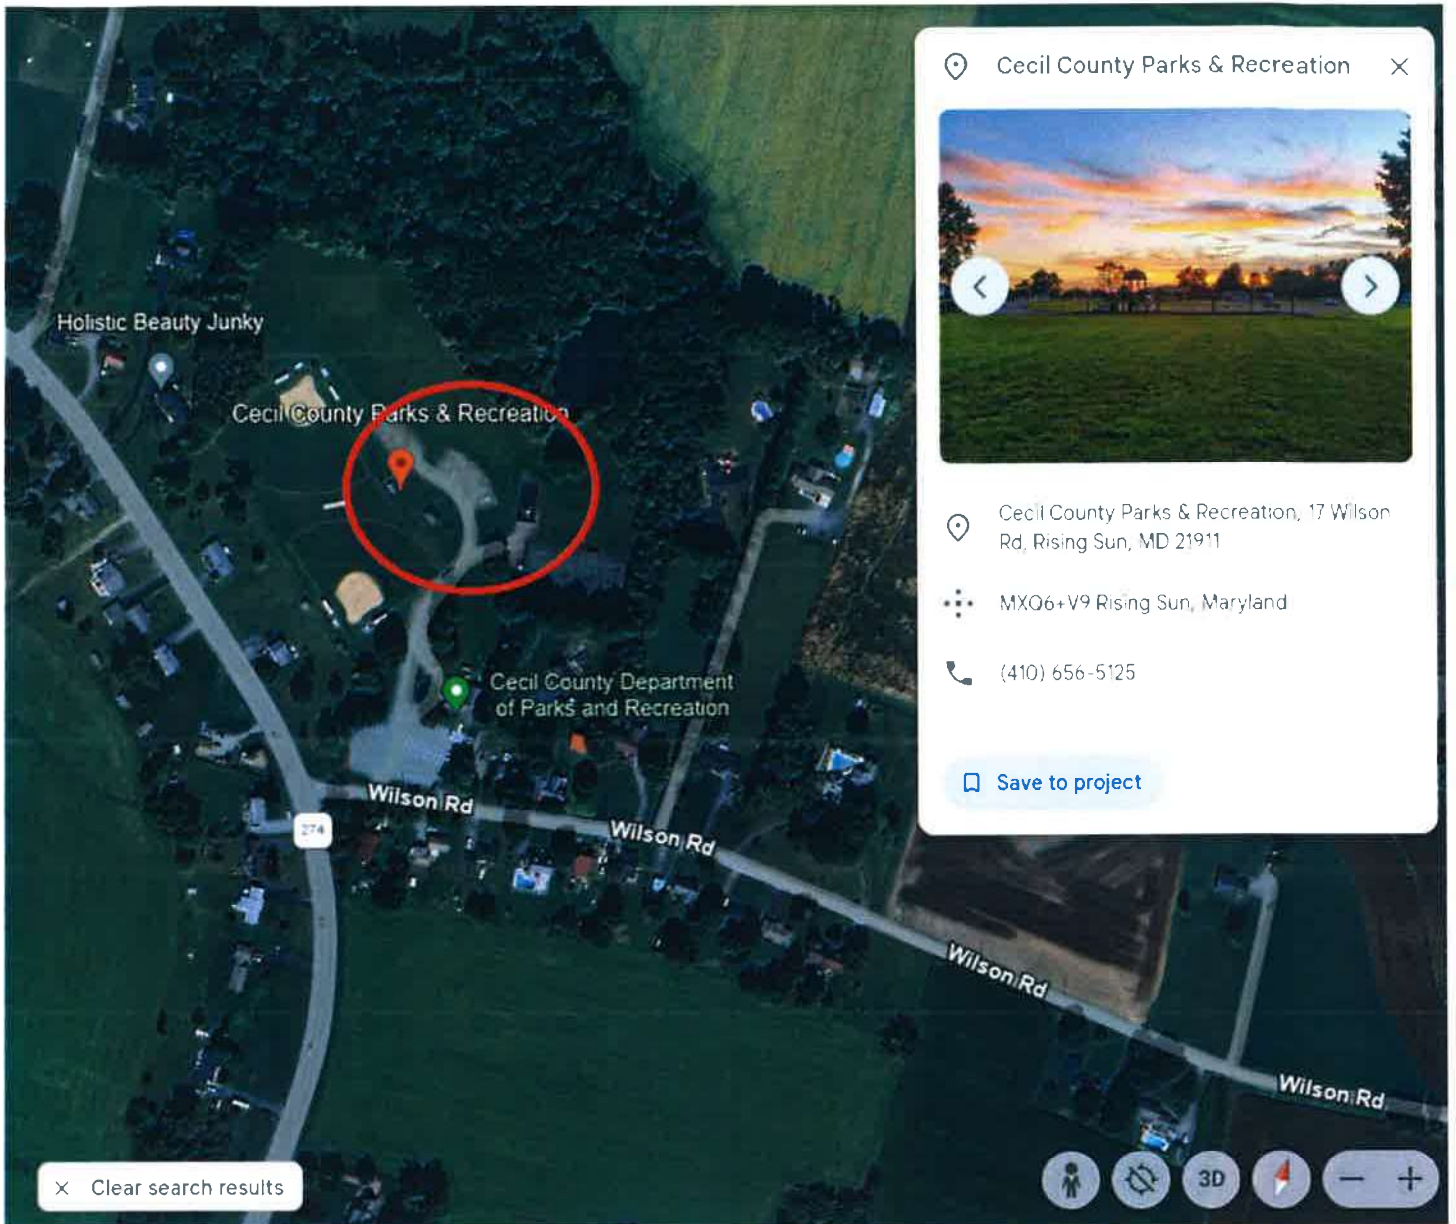 Cecil County Parks & Recreation
Holistic Beauty Junky
Cecil County Parks & Recreation
Cecil County Parks & Recreation, 17 Wilson
Rd, Rising Sun, MD 21911
MXQ6+V9 Rising Sun, Maryland
(410) 656-5125
Save to project
Cecil County Department
of Parks and Recreation
Wilson Rd
274
Wilson Rd
Wilson Rd
Wilson Rd
Clear search results
3D